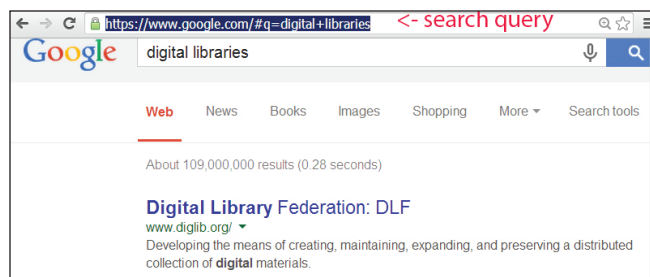 https://www.google.com/#q=digital+libraries <- search query
Google digital libraries
Web News Books Images Shopping More Search tools
About 109,000,000 results (0.28 seconds)
Digital Library Federation: DLF
www.diglib.org/
Developing the means of creating, maintaining, expanding, and preserving a distributed
collection of digital materials.